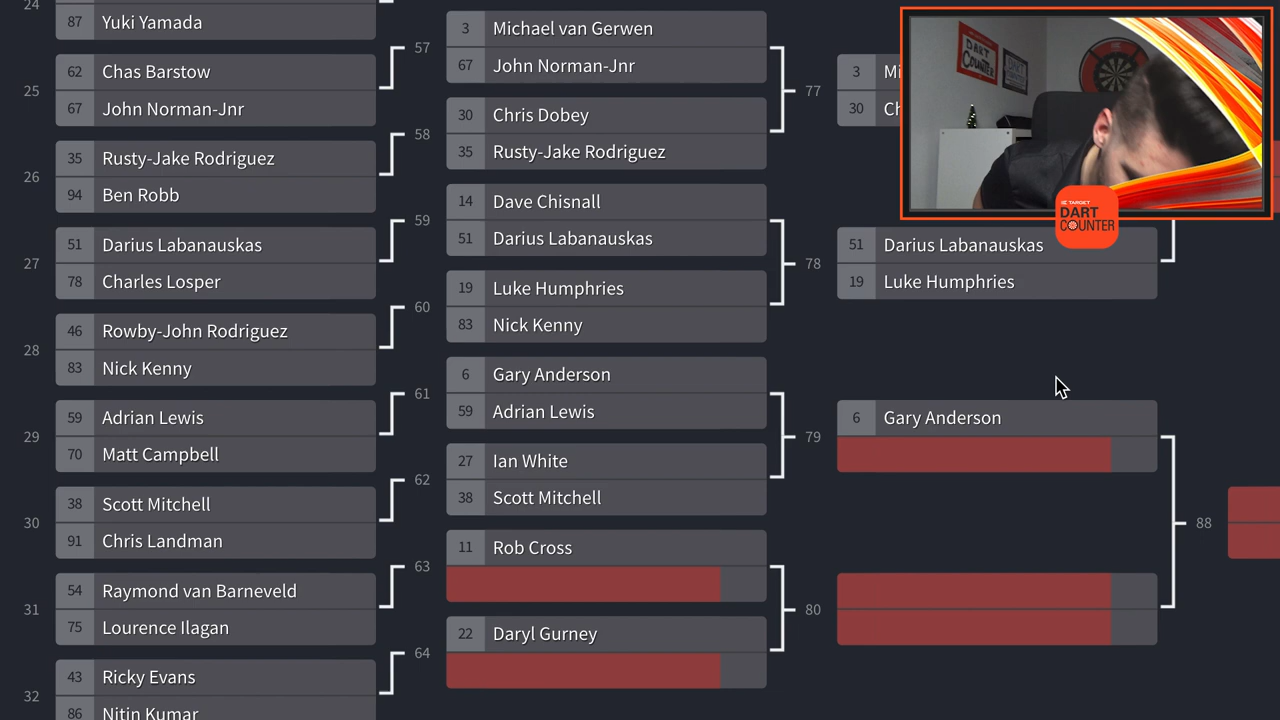 24
87 Yuki Yamada
25
62 Chas Barstow
67 John Norman-Jnr
26
35 Rusty-Jake Rodriguez
94 Ben Robb
27
51 Darius Labanauskas
78 Charles Losper
28
46 Rowby-John Rodriguez
83 Nick Kenny
29
59 Adrian Lewis
70 Matt Campbell
30
38 Scott Mitchell
91 Chris Landman
31
54 Raymond van Barneveld
75 Lourence Ilagan
32
43 Ricky Evans
86 Nitin Kumar
57
3 Michael van Gerwen
67 John Norman-Jnr
58
30 Chris Dobey
35 Rusty-Jake Rodriguez
59
14 Dave Chisnall
51 Darius Labanauskas
60
19 Luke Humphries
83 Nick Kenny
61
6 Gary Anderson
59 Adrian Lewis
62
27 Ian White
38 Scott Mitchell
63
11 Rob Cross
64
22 Daryl Gurney
77
3 Mi
30 Ch
78
51 Darius Labanauskas
19 Luke Humphries
79
6 Gary Anderson
80
88
DART
COUNTER
TARGET
DART
COUNTER